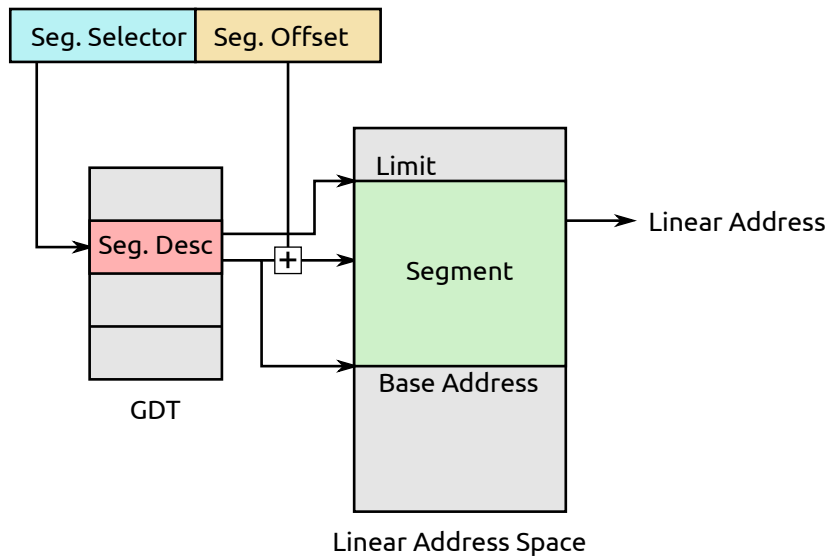 Seg. Selector
Seg. Offset
Limit
Linear Address
Seg. Desc
+
Segment
Base Address
GDT
Linear Address Space